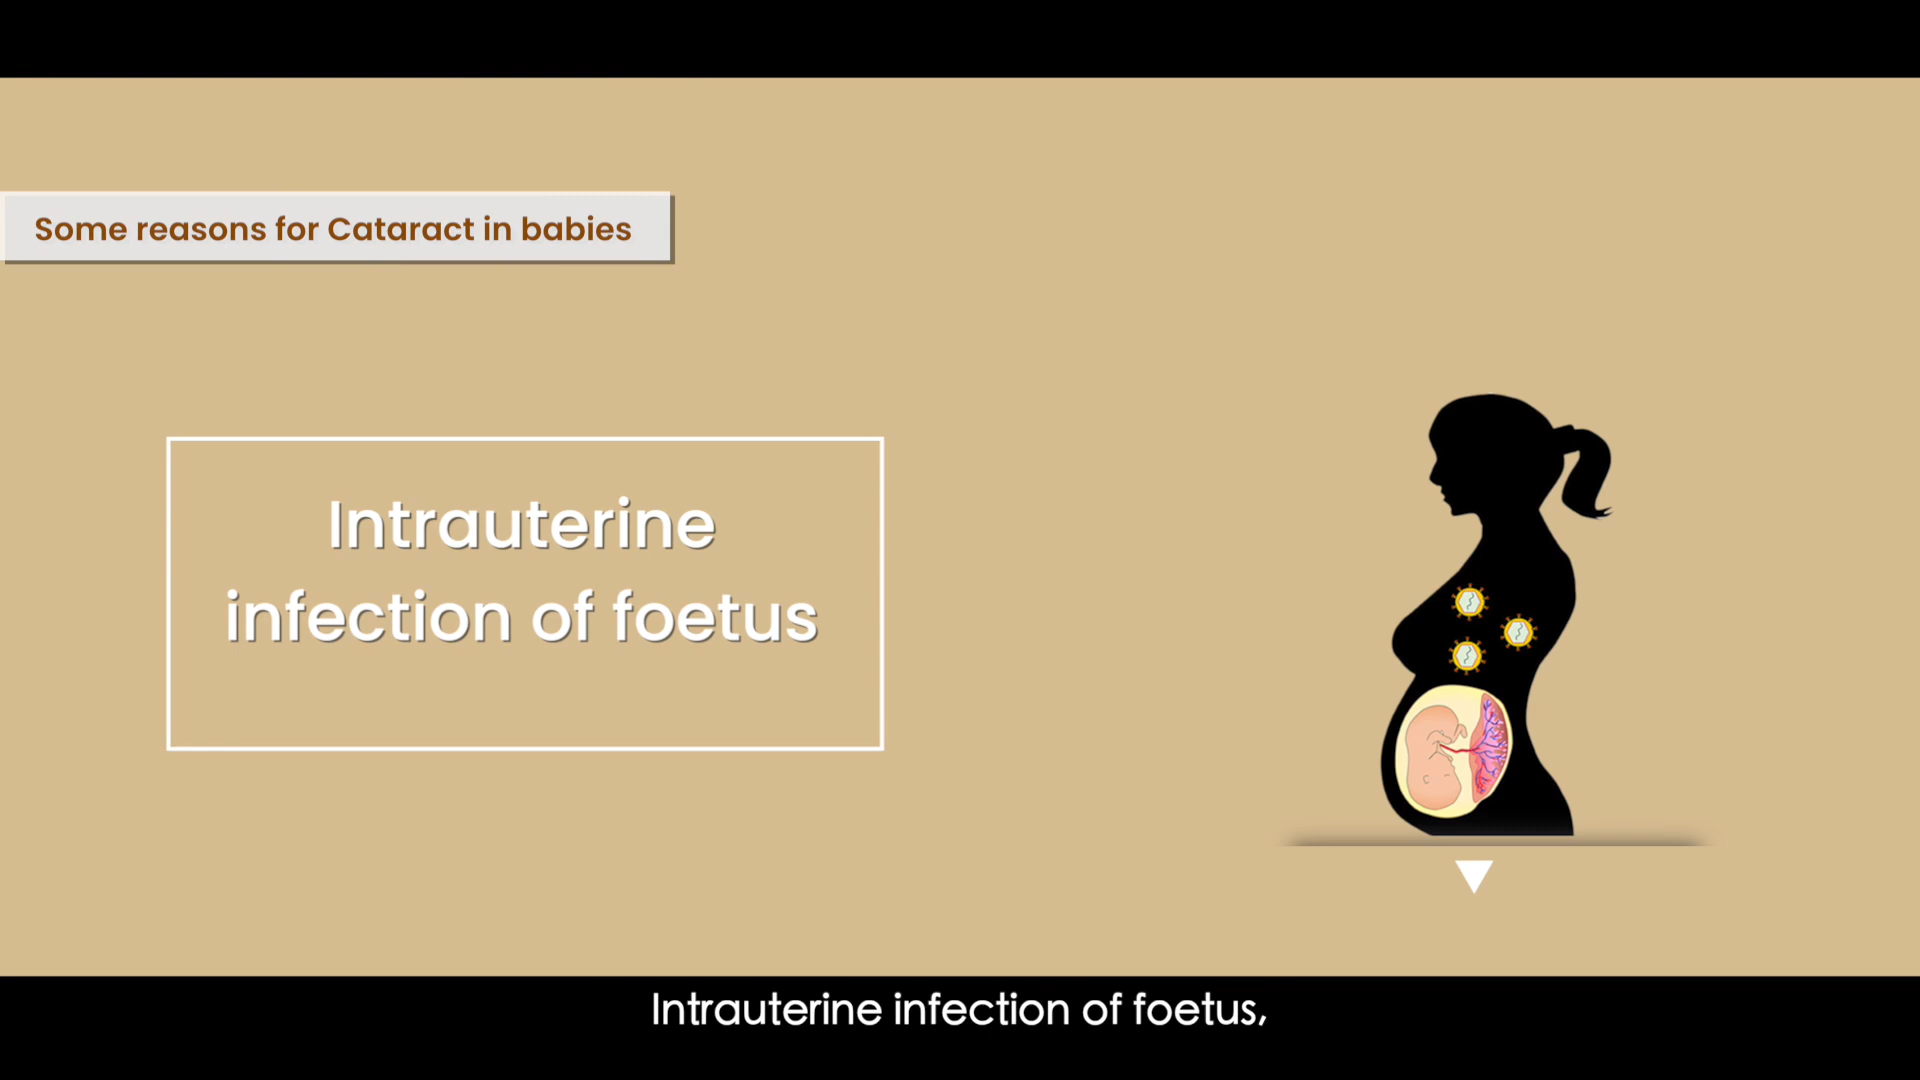 Some reasons for Cataract in babies
Intrauterine
infection of foetus
Intrauterine infection of foetus,